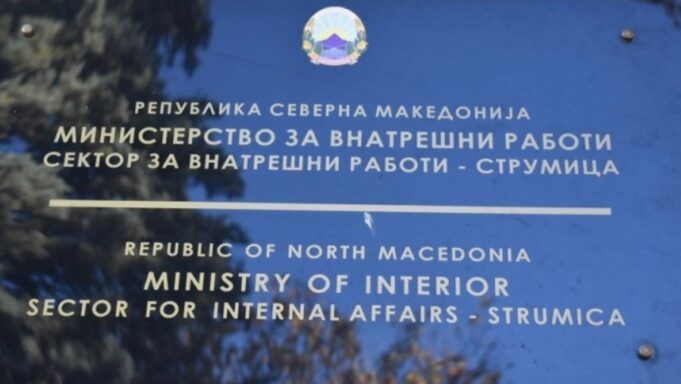 РЕПУБЛИКА СЕВЕРНА МАКЕДОНИЈА
МИНИСТЕРСТВО ЗА ВНАТРЕШНИ РАБОТИ
СЕКТОР ЗА ВНАТРЕШНИ РАБОТИ - СТРУМИЦА
REPUBLIC OF NORTH MACEDONIA
MINISTRY OF INTERIOR
SECTOR FOR INTERNAL AFFAIRS - STRUMICA